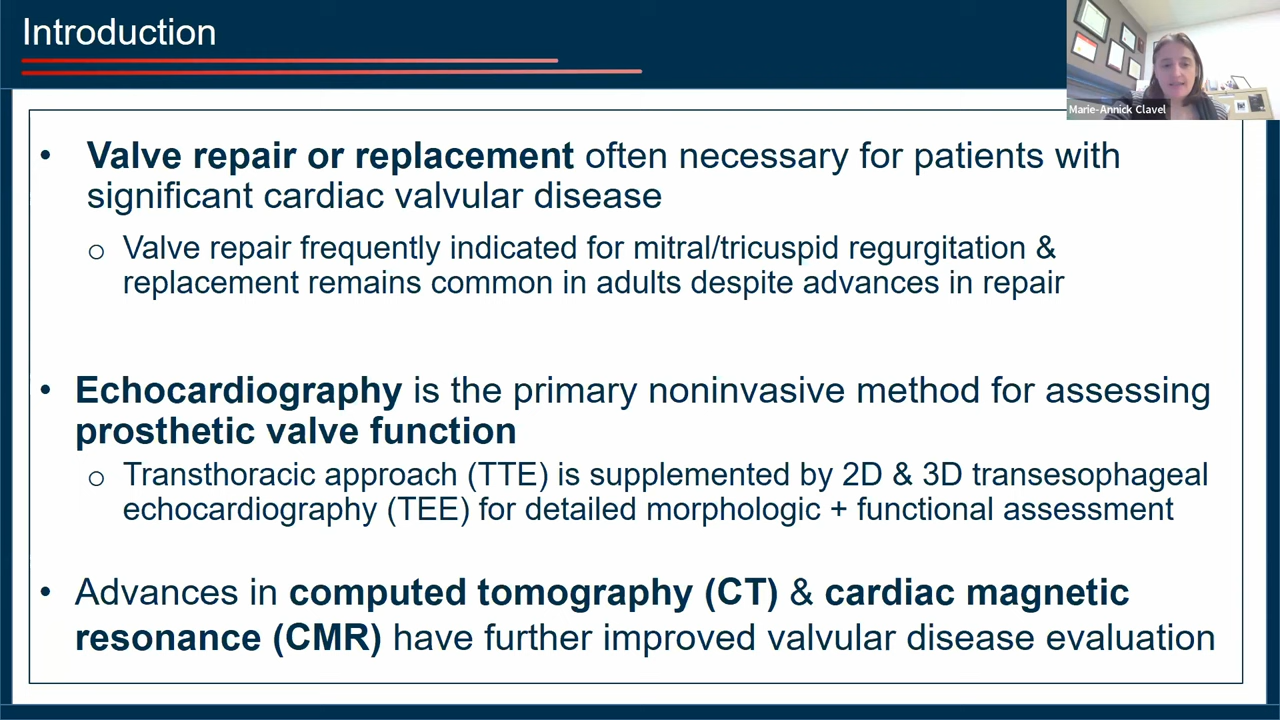 Introduction
Marie-Annick Clavel
• Valve repair or replacement often necessary for patients with
significant cardiac valvular disease
o Valve repair frequently indicated for mitral/tricuspid regurgitation &
replacement remains common in adults despite advances in repair
• Echocardiography is the primary noninvasive method for assessing
prosthetic valve function
o Transthoracic approach (TTE) is supplemented by 2D & 3D transesophageal
echocardiography (TEE) for detailed morphologic + functional assessment
• Advances in computed tomography (CT) & cardiac magnetic
resonance (CMR) have further improved valvular disease evaluation